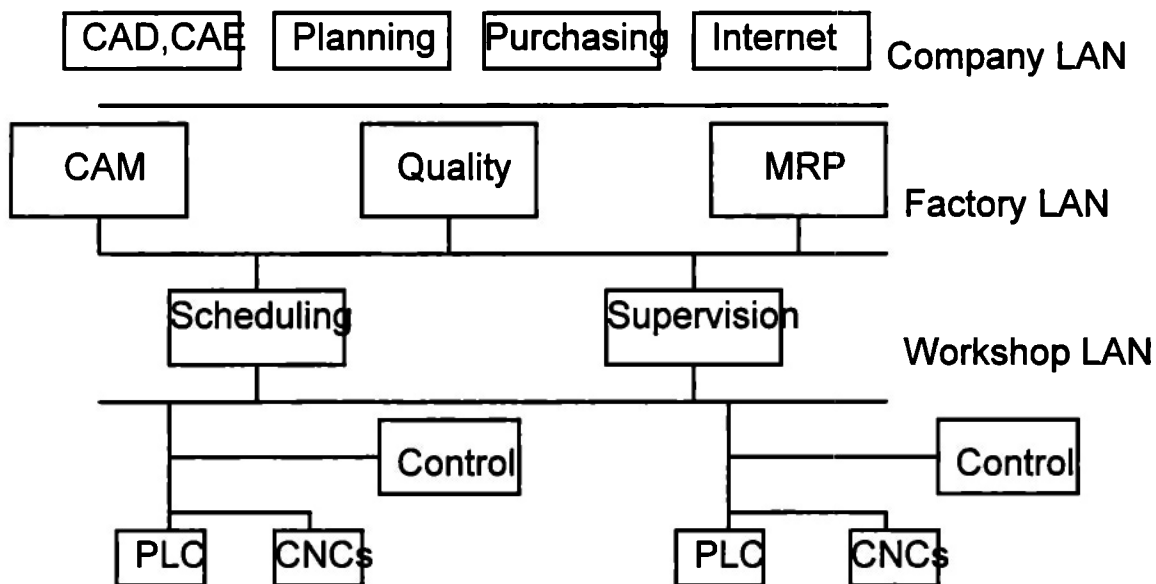 CAD,CAE Planning Purchasing Internet
Company LAN
CAM Quality MRP
Factory LAN
Scheduling Supervision
Workshop LAN
Control Control
PLC CNCs PLC CNCs